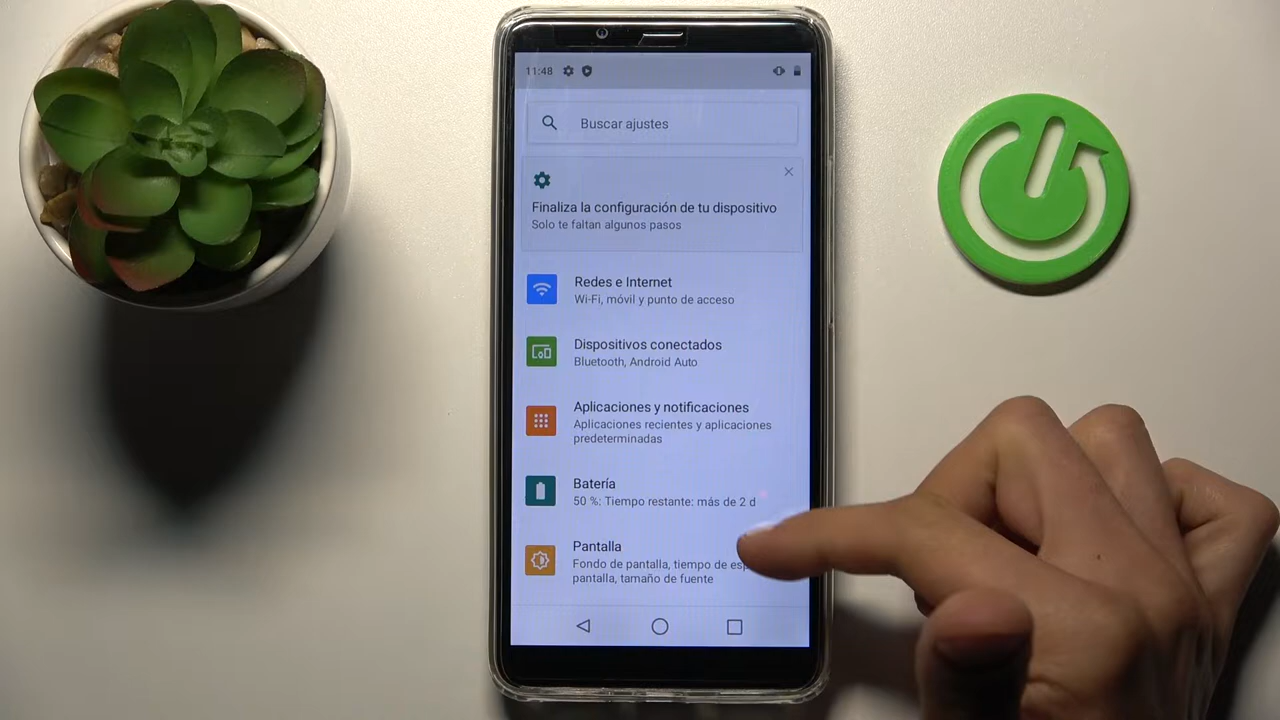 11:48
Buscar ajustes
Finaliza la configuración de tu dispositivo
Solo te faltan algunos pasos
Redes e Internet
Wi-Fi, móvil y punto de acceso
Dispositivos conectados
Bluetooth, Android Auto
Aplicaciones y notificaciones
Aplicaciones recientes y aplicaciones
predeterminadas
Batería
50 %: Tiempo restante: más de 2 d
Pantalla
Fondo de pantalla, tiempo de
pantalla, tamaño de fuente